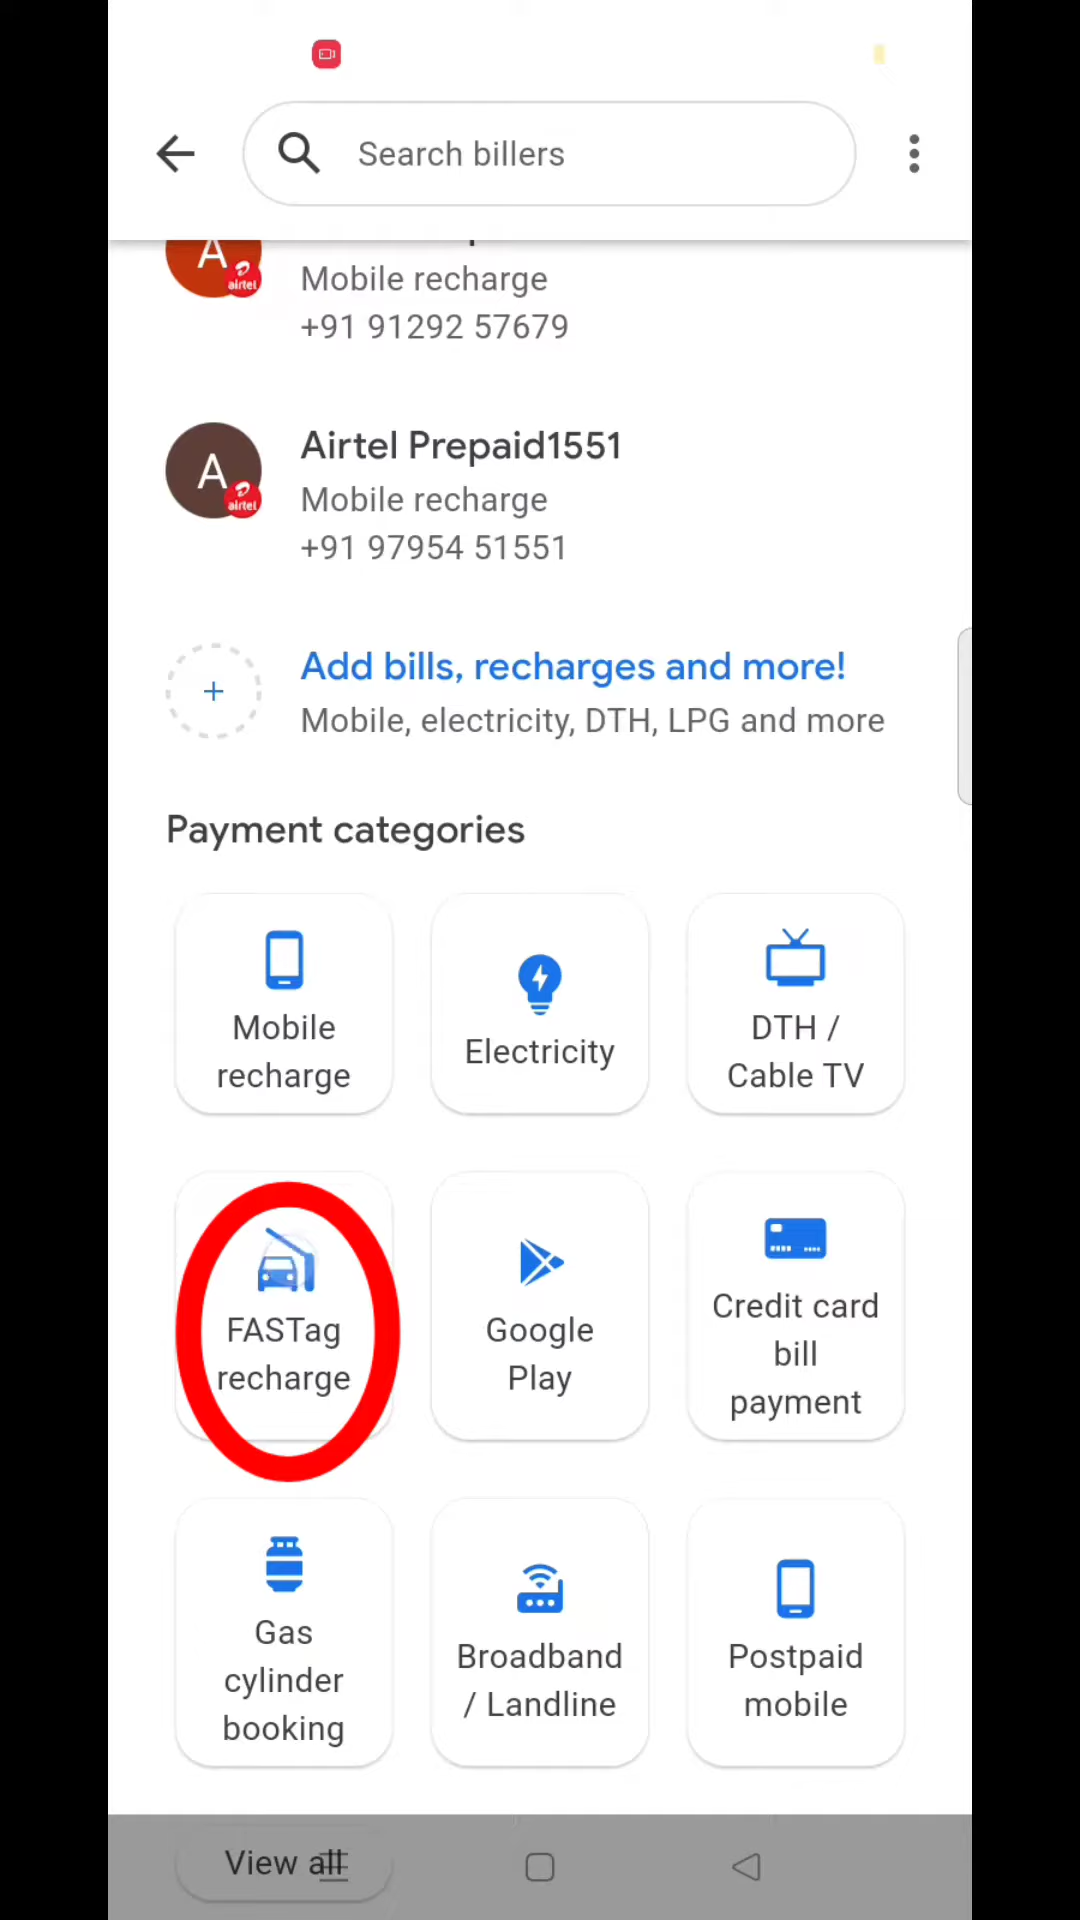 Search billers
A
airtel
Mobile recharge
+91 91292 57679
Airtel Prepaid1551
A
airtel
Mobile recharge
+91 97954 51551
Add bills, recharges and more!
+
Mobile, electricity, DTH, LPG and more
Payment categories
Mobile
recharge
Electricity
DTH /
Cable TV
FASTag
recharge
Google
Play
Credit card
bill
payment
Gas
cylinder
booking
Broadband
/ Landline
Postpaid
mobile
View all